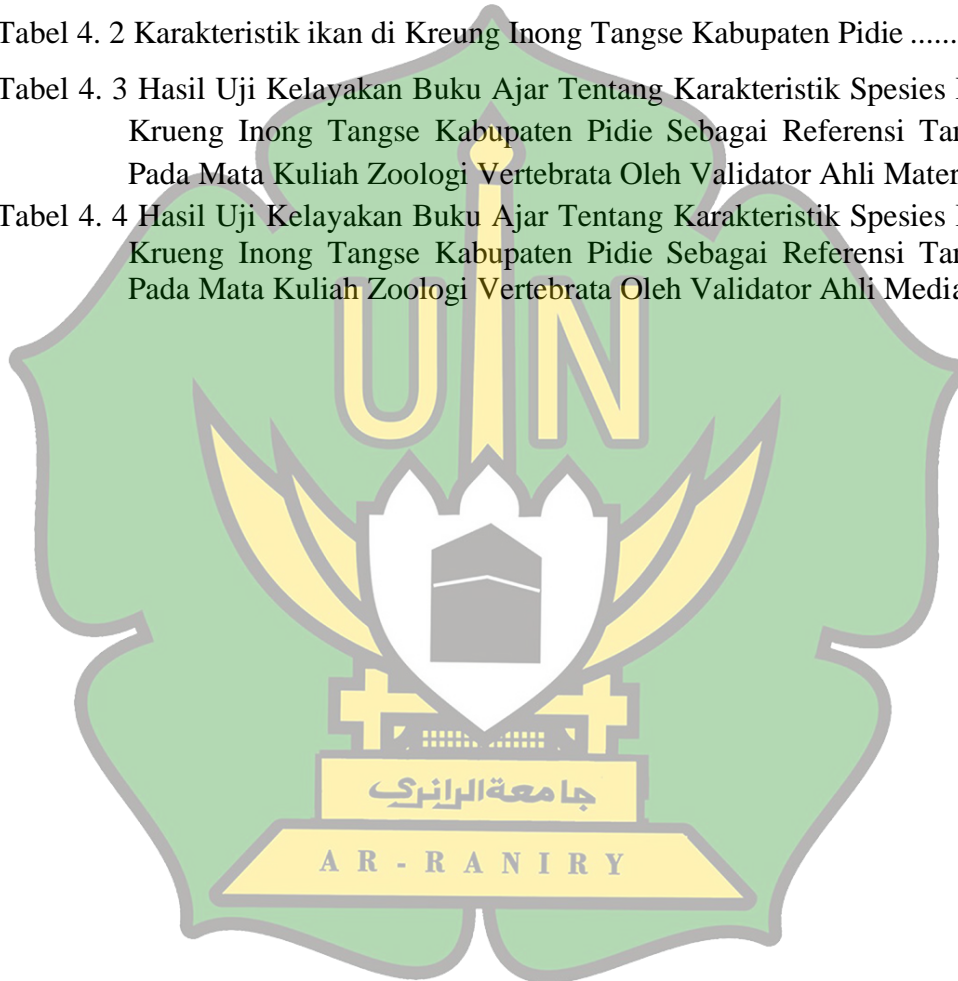 Tabel 4. 2 Karakteristik ikan di Kreung Inong Tangse Kabupaten Pidie ......
Tabel 4. 3 Hasil Uji Kelayakan Buku Ajar Tentang Karakteristik Spesies
Krueng Inong Tangse Kabupaten Pidie Sebagai Referensi
Pada Mata Kuliah Zoologi Vertebrata Oleh Validator Ahli
Tabel 4. 4 Hasil Uji Kelayakan Buku Ajar Tentang Karakteristik Spesies
Krueng Inong Tangse Kabupaten Pidie Sebagai Referensi
Pada Mata Kuliah Zoologi Vertebrata Oleh Validator Ahli Media
UIN
جامعة الرانري
AR-RANIRY